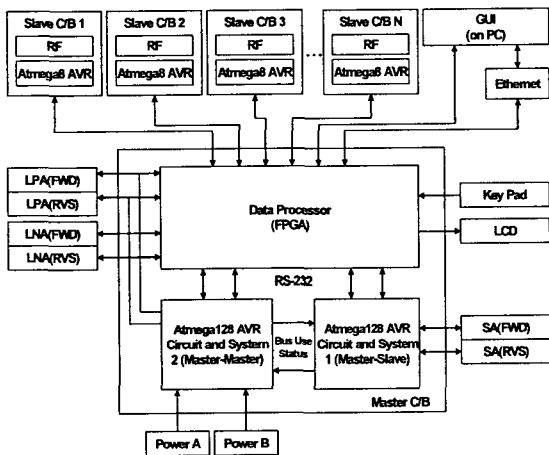 Slave C/B 1
RF
Atmega8 AVR
Slave C/B 2
RF
Atmega8 AVR
Slave C/B 3
RF
Atmega8 AVR
Slave C/B N
RF
Atmega8 AVR
GUI
(on PC)
Ethernet
LPA(FWD)
LPA(RVS)
LNA(FWD)
LNA(RVS)
Data Processor
(FPGA)
Key Pad
LCD
RS-232
Atmega128 AVR
Circuit and System
2 (Master-Master)
Bus Use
Status
Atmega128 AVR
Circuit and System
1 (Master-Slave)
SA(FWD)
SA(RVS)
Master C/B
Power A
Power B